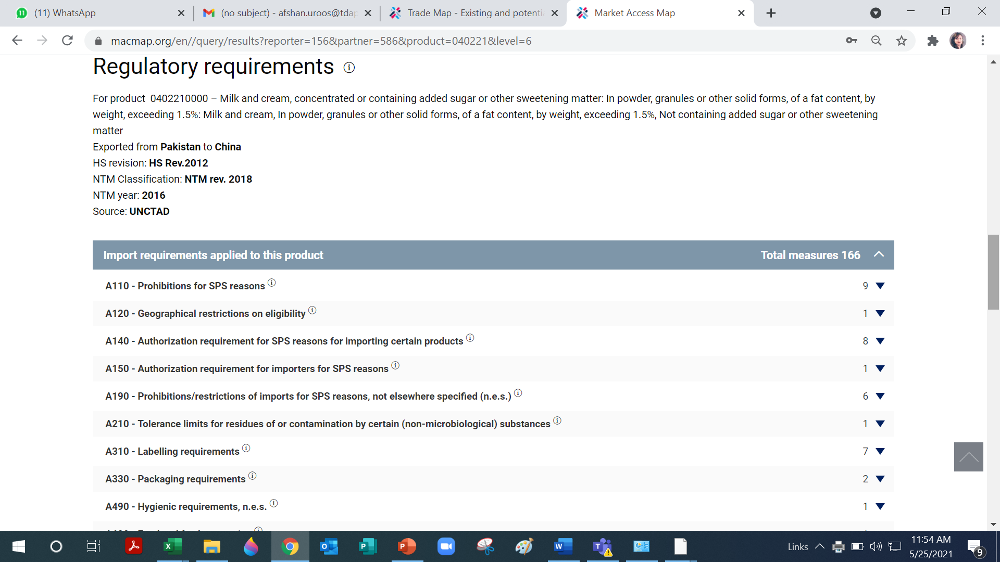 11
(11) WhatsApp
(no subject) - afshan.uroos@tdap
Trade Map - Existing and potenti
Market Access Map
macmap.org/en//query/results?reporter=156&partner=586&product=040221&level=6
Regulatory requirements
For product 0402210000 – Milk and cream, concentrated or containing added sugar or other sweetening matter: In powder, granules or other solid forms, of a fat content, by
weight, exceeding 1.5%: Milk and cream, In powder, granules or other solid forms, of a fat content, by weight, exceeding 1.5%, Not containing added sugar or other sweetening
matter
Exported from Pakistan to China
HS revision: HS Rev.2012
NTM Classification: NTM rev. 2018
NTM year: 2016
Source: UNCTAD
Import requirements applied to this product Total measures 166
A110 - Prohibitions for SPS reasons 9
A120 - Geographical restrictions on eligibility 1
A140 - Authorization requirement for SPS reasons for importing certain products 8
A150 - Authorization requirement for importers for SPS reasons 1
A190 - Prohibitions/restrictions of imports for SPS reasons, not elsewhere specified (n.e.s.) 6
A210 - Tolerance limits for residues of or contamination by certain (non-microbiological) substances 1
A310 - Labelling requirements 7
A330 - Packaging requirements 2
A490 - Hygienic requirements, n.e.s. 1
Links
11:54 AM
5/25/2021
9